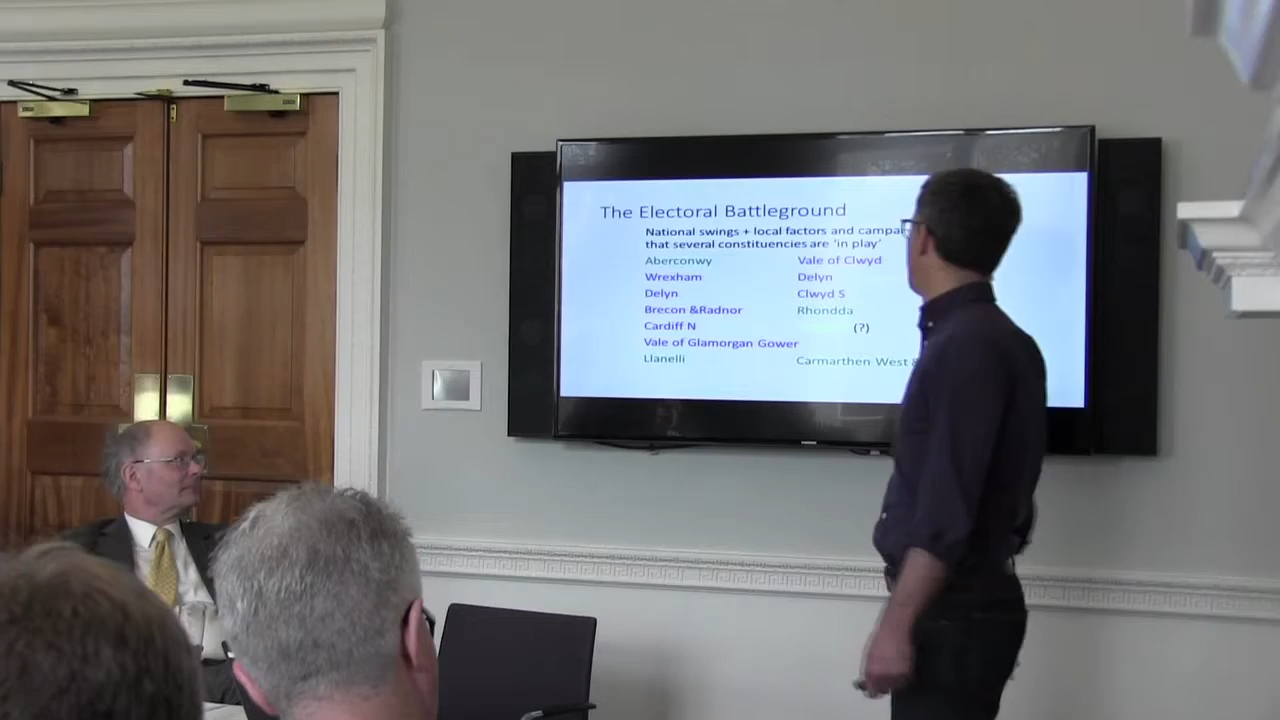 The Electoral Battleground
National swings + local factors and campa
that several constituencies are 'in play'
Aberconwy Vale of Clwyd
Wrexham Delyn
Delyn Clwyd S
Brecon &Radnor Rhondda
Cardiff N (?)
Vale of Glamorgan Gower
Llanelli Carmarthen West &